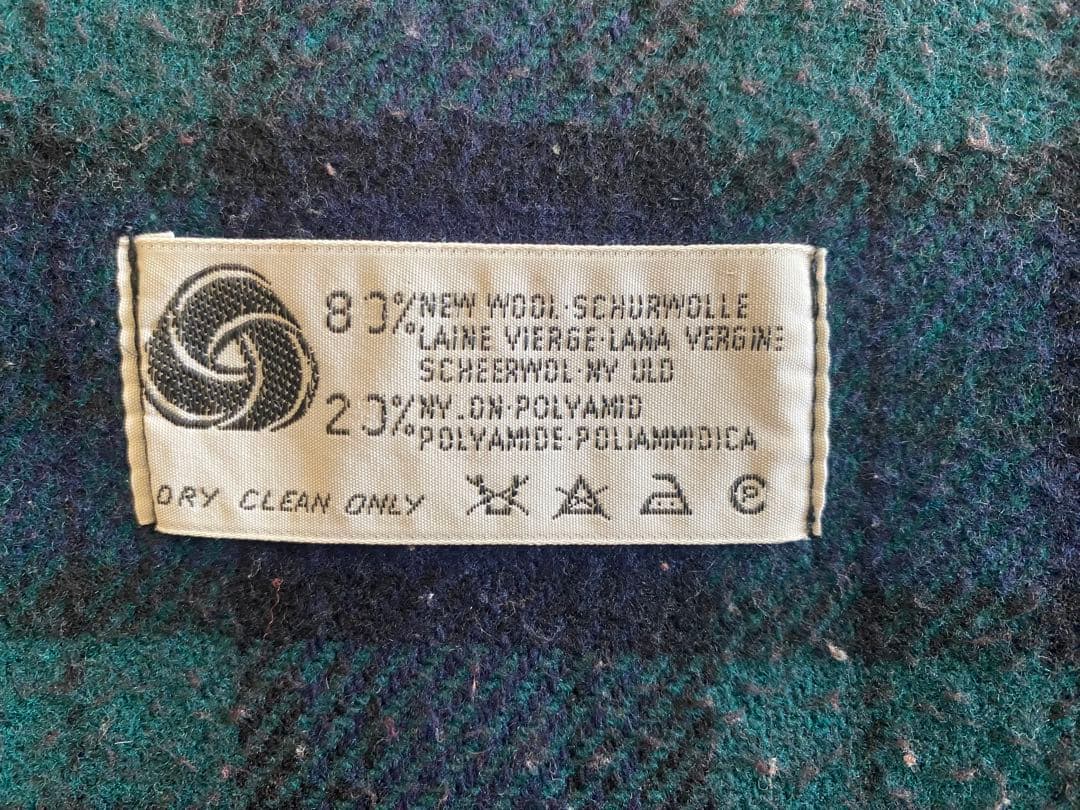 80% NEW WOOL·SCHURWOLLE
LAINE VIERGE·LANA VERGINE
SCHEERWOL·NY ULD
20% NYLON·POLYAMID
POLYAMIDE·POLIAMMIDICA
DRY CLEAN ONLY
P